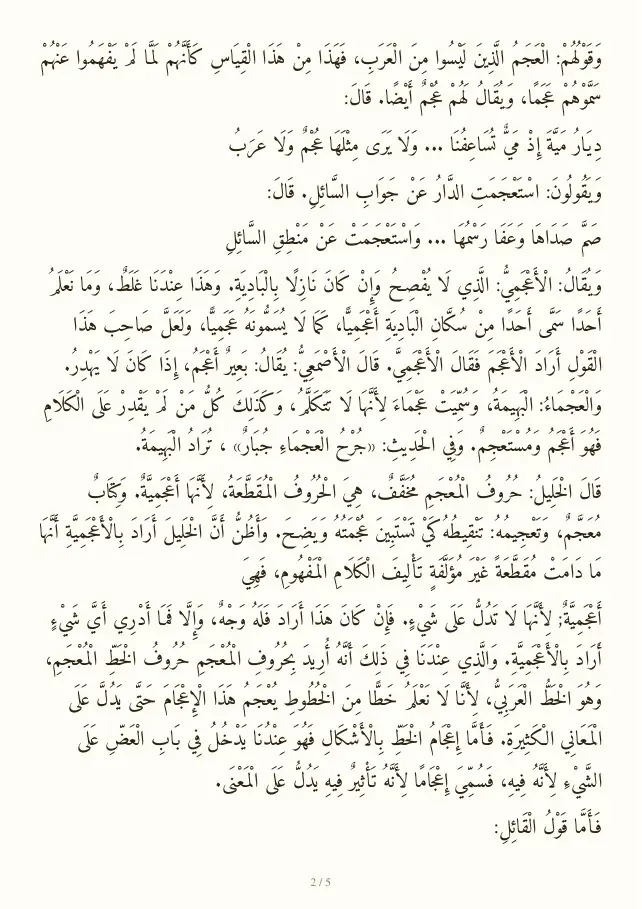 وَقَوْلُهُمْ: الْعَجَمُ الَّذِينَ لَيْسُوا مِنَ الْعَرَبِ، فَهَذَا مِنْ هَذَا الْقِيَاسِ كَأَنَّهُمْ لَمَّا لَمْ يَفْهَمُوا عَنْهُمْ
سَمَّوْهُمْ عَجَمًا، وَيُقَالُ لَهُمْ عُجْمٌ أَيْضًا. قَالَ:
دِيَارُ مَيَّةَ إِذْ مَيٌّ تُسَاعِفُنَا ... وَلَا يَرَى مِثْلَهَا عُجْمٌ وَلَا عَرَبُ
وَيَقُولُونَ: اسْتَعْجَمَتِ الدَّارُ عَنْ جَوَابِ السَّائِلِ. قَالَ:
صَمَّ صَدَاهَا وَعَفَا رَسْمُهَا ... وَاسْتَعْجَمَتْ عَنْ مَنْطِقِ السَّائِلِ
وَيُقَالُ: الْأَعْجَمِيُّ: الَّذِي لَا يُفْصِحُ وَإِنْ كَانَ نَازِلًا بِالْبَادِيَةِ. وَهَذَا عِنْدَنَا غَلَطٌ، وَمَا نَعْلَمُ
أَحَدًا سَمَّى أَحَدًا مِنْ سُكَّانِ الْبَادِيَةِ أَعْجَمِيًّا، كَمَا لَا يُسَمُّونَهُ عَجَمِيًّا، وَلَعَلَّ صَاحِبَ هَذَا
الْقَوْلِ أَرَادَ الْأَعْجَمَ فَقَالَ الْأَعْجَمِيَّ. قَالَ الْأَصْمَعِيُّ: يُقَالُ: بَعِيرٌ أَعْجَمُ، إِذَا كَانَ لَا يَهْدِرُ.
وَالْعَجْمَاءُ: الْبَهِيمَةُ، وَسُمِّيَتْ عَجْمَاءَ لِأَنَّهَا لَا تَتَكَلَّمُ، وَكَذَلِكَ كُلُّ مَنْ لَمْ يَقْدِرْ عَلَى الْكَلَامِ
فَهُوَ أَعْجَمُ وَمُسْتَعْجِمٌ. وَفِي الْحَدِيثِ: «جُرْحُ الْعَجْمَاءِ جُبَارٌ» ، تُرَادُ الْبَهِيمَةُ.
قَالَ الْخَلِيلُ: حُرُوفُ الْمُعْجَمِ مُخَفَّفٌ، هِيَ الْحُرُوفُ الْمُقَطَّعَةُ، لِأَنَّهَا أَعْجَمِيَّةٌ. وَكِتَابٌ
مُعَجَّمٌ، وَتَعْجِيمُهُ: تَنْقِيطُهُ كَيْ تَسْتَبِينَ عُجْمَتُهُ وَيَضِحَ. وَأَظُنُّ أَنَّ الْخَلِيلَ أَرَادَ بِالْأَعْجَمِيَّةِ أَنَّهَا
مَا دَامَتْ مُقَطَّعَةً غَيْرَ مُؤَلَّفَةٍ تَأْلِيفَ الْكَلَامِ الْمَفْهُومِ، فَهِيَ
أَعْجَمِيَّةٌ; لِأَنَّهَا لَا تَدُلُّ عَلَى شَيْءٍ. فَإِنْ كَانَ هَذَا أَرَادَ فَلَهُ وَجْهٌ، وَإِلَّا فَمَا أَدْرِي أَيَّ شَيْءٍ
أَرَادَ بِالْأَعْجَمِيَّةِ. وَالَّذِي عِنْدَنَا فِي ذَلِكَ أَنَّهُ أُرِيدَ بِحُرُوفِ الْمُعْجَمِ حُرُوفُ الْخَطِّ الْمُعْجَمِ،
وَهُوَ الْخَطُّ الْعَرَبِيُّ، لِأَنَّا لَا نَعْلَمُ خَطًّا مِنَ الْخُطُوطِ يُعْجَمُ هَذَا الْإِعْجَامَ حَتَّى يَدُلَّ عَلَى
الْمَعَانِي الْكَثِيرَةِ. فَأَمَّا إِعْجَامُ الْخَطِّ بِالْأَشْكَالِ فَهُوَ عِنْدُنَا يَدْخُلُ فِي بَابِ الْعَضِّ عَلَى
الشَّيْءِ لِأَنَّهُ فِيهِ، فَسُمِّيَ إِعْجَامًا لِأَنَّهُ تَأْثِيرٌ فِيهِ يَدُلُّ عَلَى الْمَعْنَى.
فَأَمَّا قَوْلُ الْقَائِلِ:
2 / 5